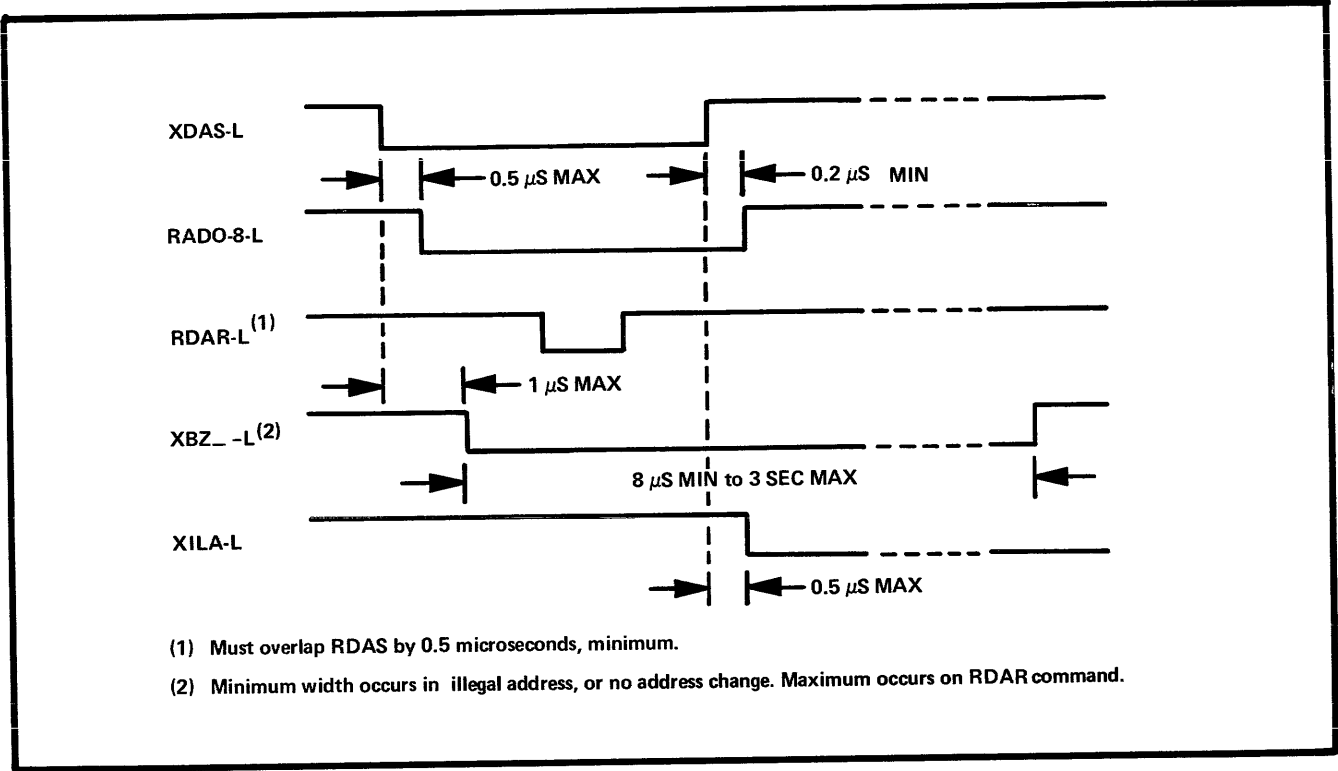 XDAS-L
0.5 μS MAX
0.2 μS MIN
RADO-8-L
RDAR-L(1)
1 μS MAX
XBZ_ -L(2)
8 μS MIN to 3 SEC MAX
XILA-L
0.5 μS MAX
(1) Must overlap RDAS by 0.5 microseconds, minimum.
(2) Minimum width occurs in illegal address, or no address change. Maximum occurs on RDAR command.